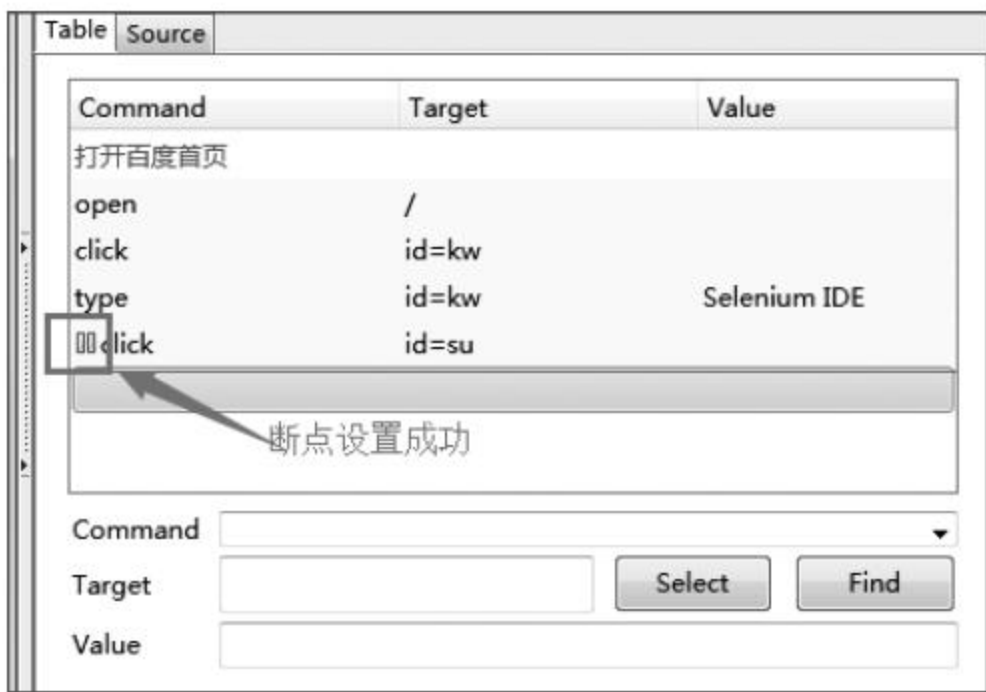 Table Source
Command Target Value
打开百度首页
open /
click id=kw
type id=kw Selenium IDE
click id=su
断点设置成功
Command
Target Select Find
Value